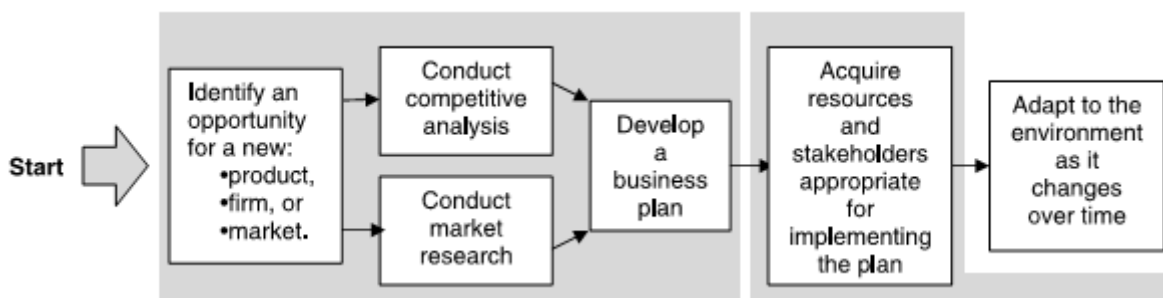 Start
Identify an
opportunity
for a new:
•product,
•firm, or
•market.
Conduct
competitive
analysis
Conduct
market
research
Develop
a
business
plan
Acquire
resources
and
stakeholders
appropriate
for
implementing
the plan
Adapt to the
environment
as it
changes
over time